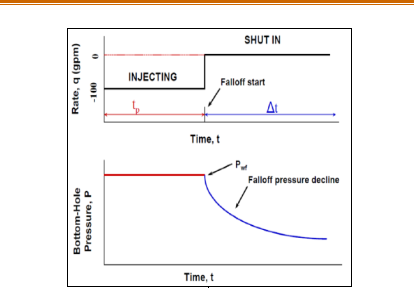 SHUT IN
Rate, q (gpm)
0
-100
INJECTING
Falloff start
tp
Δt
Time, t
Bottom-Hole
Pressure, P
Pwf
Falloff pressure decline
Time, t